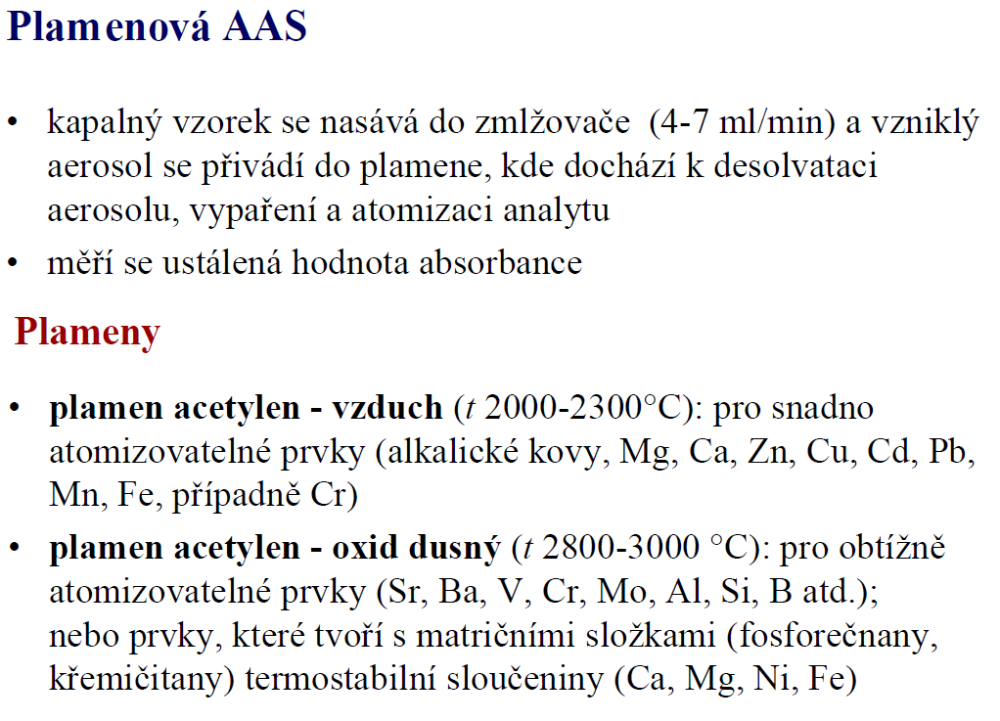 Plamenová AAS
• kapalný vzorek se nasává do zmlžovače (4-7 ml/min) a vzniklý
aerosol se přivádí do plamene, kde dochází k desolvataci
aerosolu, vypaření a atomizaci analytu
• měří se ustálená hodnota absorbance
Plameny
• plamen acetylen - vzduch (t 2000-2300°C): pro snadno
atomizovatelné prvky (alkalické kovy, Mg, Ca, Zn, Cu, Cd, Pb,
Mn, Fe, případně Cr)
• plamen acetylen - oxid dusný (t 2800-3000 °C): pro obtížně
atomizovatelné prvky (Sr, Ba, V, Cr, Mo, Al, Si, B atd.);
nebo prvky, které tvoří s matričními složkami (fosforečnany,
křemičitany) termostabilní sloučeniny (Ca, Mg, Ni, Fe)